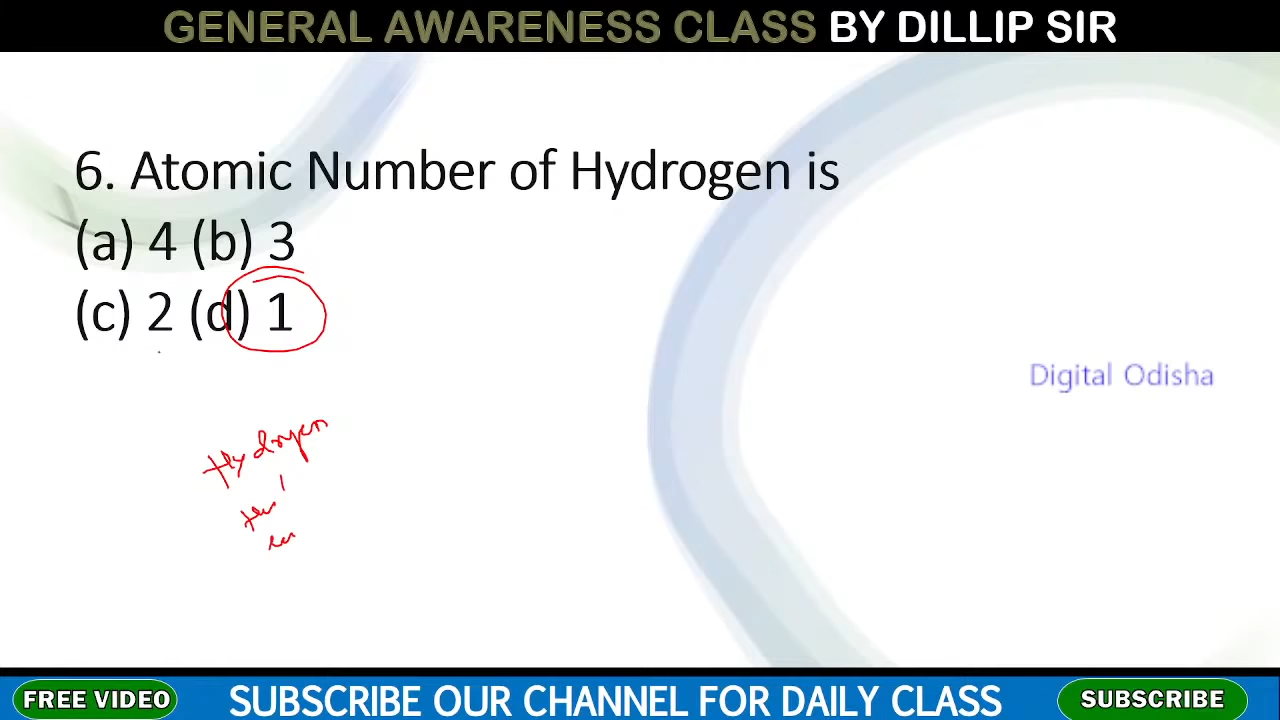 GENERAL AWARENESS CLASS BY DILLIP SIR
6. Atomic Number of Hydrogen is
(a) 4 (b) 3
(c) 2 (d) 1
Digital Odisha
Hydrogen
1
FREE VIDEO
SUBSCRIBE OUR CHANNEL FOR DAILY CLASS
SUBSCRIBE